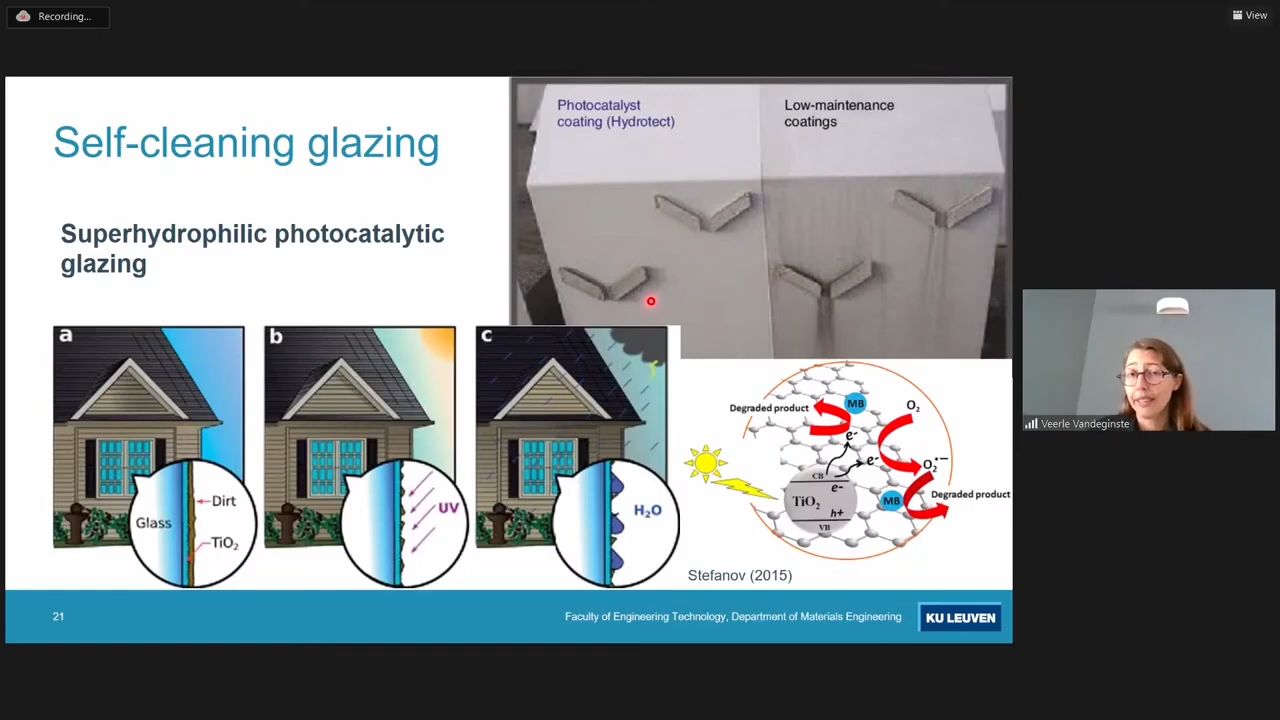 Recording...
View
Self-cleaning glazing
Superhydrophilic photocatalytic
glazing
Photocatalyst
coating (Hydrotect)
Low-maintenance
coatings
a
Glass
Dirt
TiO2
b
UV
c
H2O
Degraded product
MB
O2
e-
e-
O2•−
CB
e-
TiO2
h+
VB
MB
Degraded product
Stefanov (2015)
21
Faculty of Engineering Technology, Department of Materials Engineering
KU LEUVEN
Veerle Vandeginste